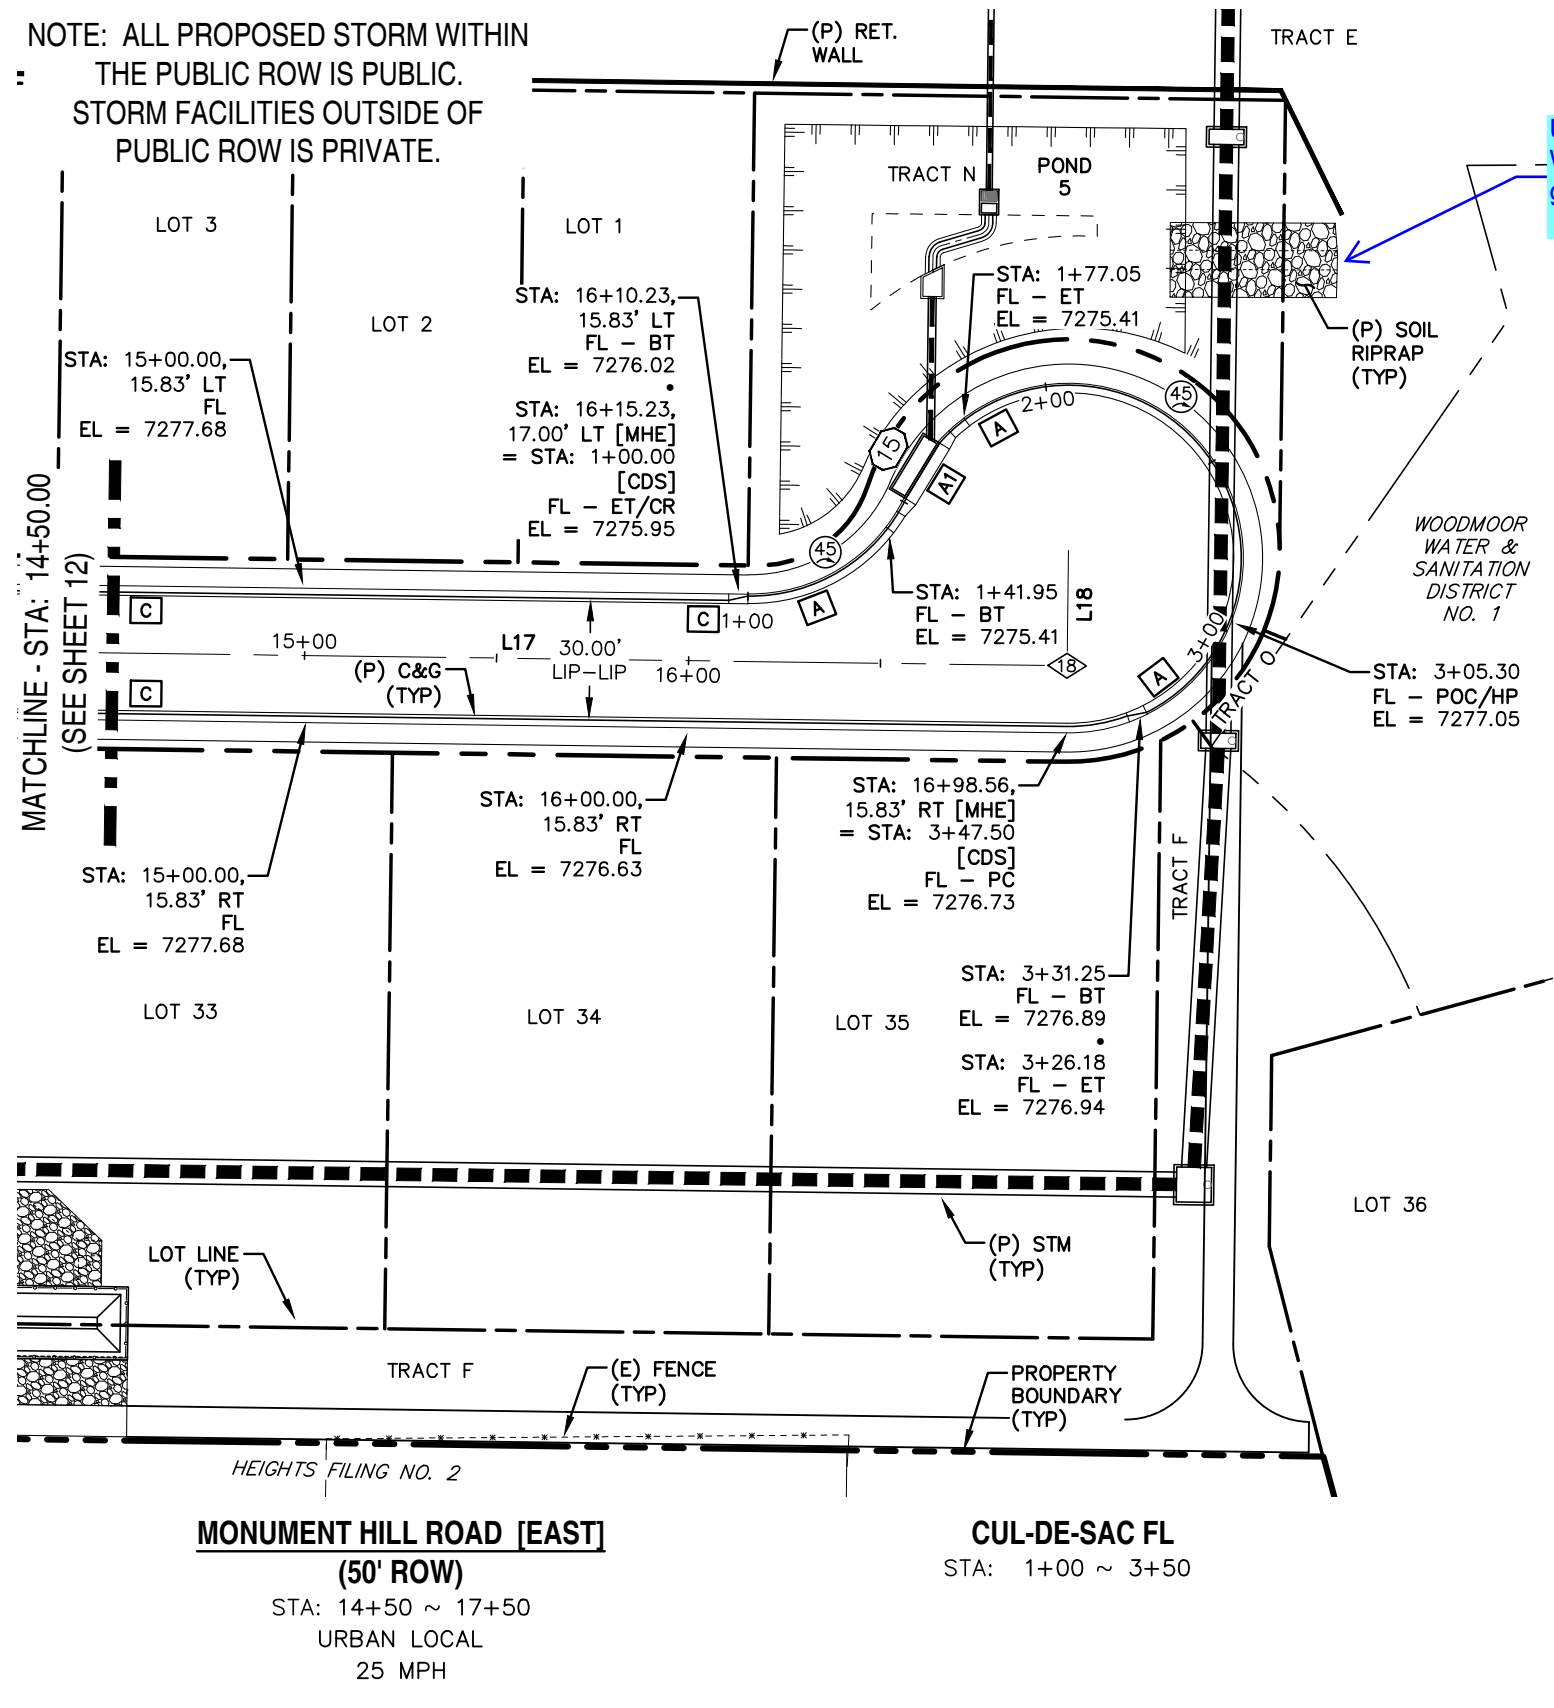 NOTE: ALL PROPOSED STORM WITHIN
THE PUBLIC ROW IS PUBLIC.
STORM FACILITIES OUTSIDE OF
PUBLIC ROW IS PRIVATE.
(P) RET.
WALL
TRACT E
TRACT N
POND
5
LOT 3
LOT 2
LOT 1
STA: 15+00.00,
15.83' LT
FL
EL = 7277.68
STA: 16+10.23,
15.83' LT
FL - BT
EL = 7276.02
•
STA: 16+15.23,
17.00' LT [MHE]
= STA: 1+00.00
[CDS]
FL - ET/CR
EL = 7275.95
STA: 1+77.05
FL - ET
EL = 7275.41
(P) SOIL
RIPRAP
(TYP)
45
2+00
A
15
A1
45
A
MATCHLINE - STA: 14+50.00
(SEE SHEET 12)
WOODMOOR
WATER &
SANITATION
DISTRICT
NO. 1
STA: 1+41.95
FL - BT
EL = 7275.41
L18
C
C
1+00
15+00
L17
30.00'
LIP-LIP
16+00
18
3+00
TRACT O
(P) C&G
(TYP)
C
A
STA: 3+05.30
FL - POC/HP
EL = 7277.05
STA: 15+00.00,
15.83' RT
FL
EL = 7277.68
STA: 16+00.00,
15.83' RT
FL
EL = 7276.63
STA: 16+98.56,
15.83' RT [MHE]
= STA: 3+47.50
[CDS]
FL - PC
EL = 7276.73
TRACT F
STA: 3+31.25
FL - BT
EL = 7276.89
•
STA: 3+26.18
FL - ET
EL = 7276.94
LOT 33
LOT 34
LOT 35
LOT 36
LOT LINE
(TYP)
(P) STM
(TYP)
TRACT F
(E) FENCE
(TYP)
PROPERTY
BOUNDARY
(TYP)
HEIGHTS FILING NO. 2
MONUMENT HILL ROAD [EAST]
(50' ROW)
STA: 14+50 ~ 17+50
URBAN LOCAL
25 MPH
CUL-DE-SAC FL
STA: 1+00 ~ 3+50